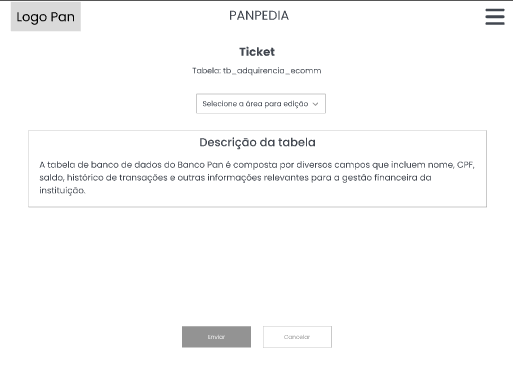 Logo Pan
PANPEDIA
Ticket
Tabela: tb_adquirencia_ecomm
Selecione a área para edição
Descrição da tabela
A tabela de banco de dados do Banco Pan é composta por diversos campos que incluem nome, CPF,
saldo, histórico de transações e outras informações relevantes para a gestão financeira da
instituição.
Enviar
Cancelar